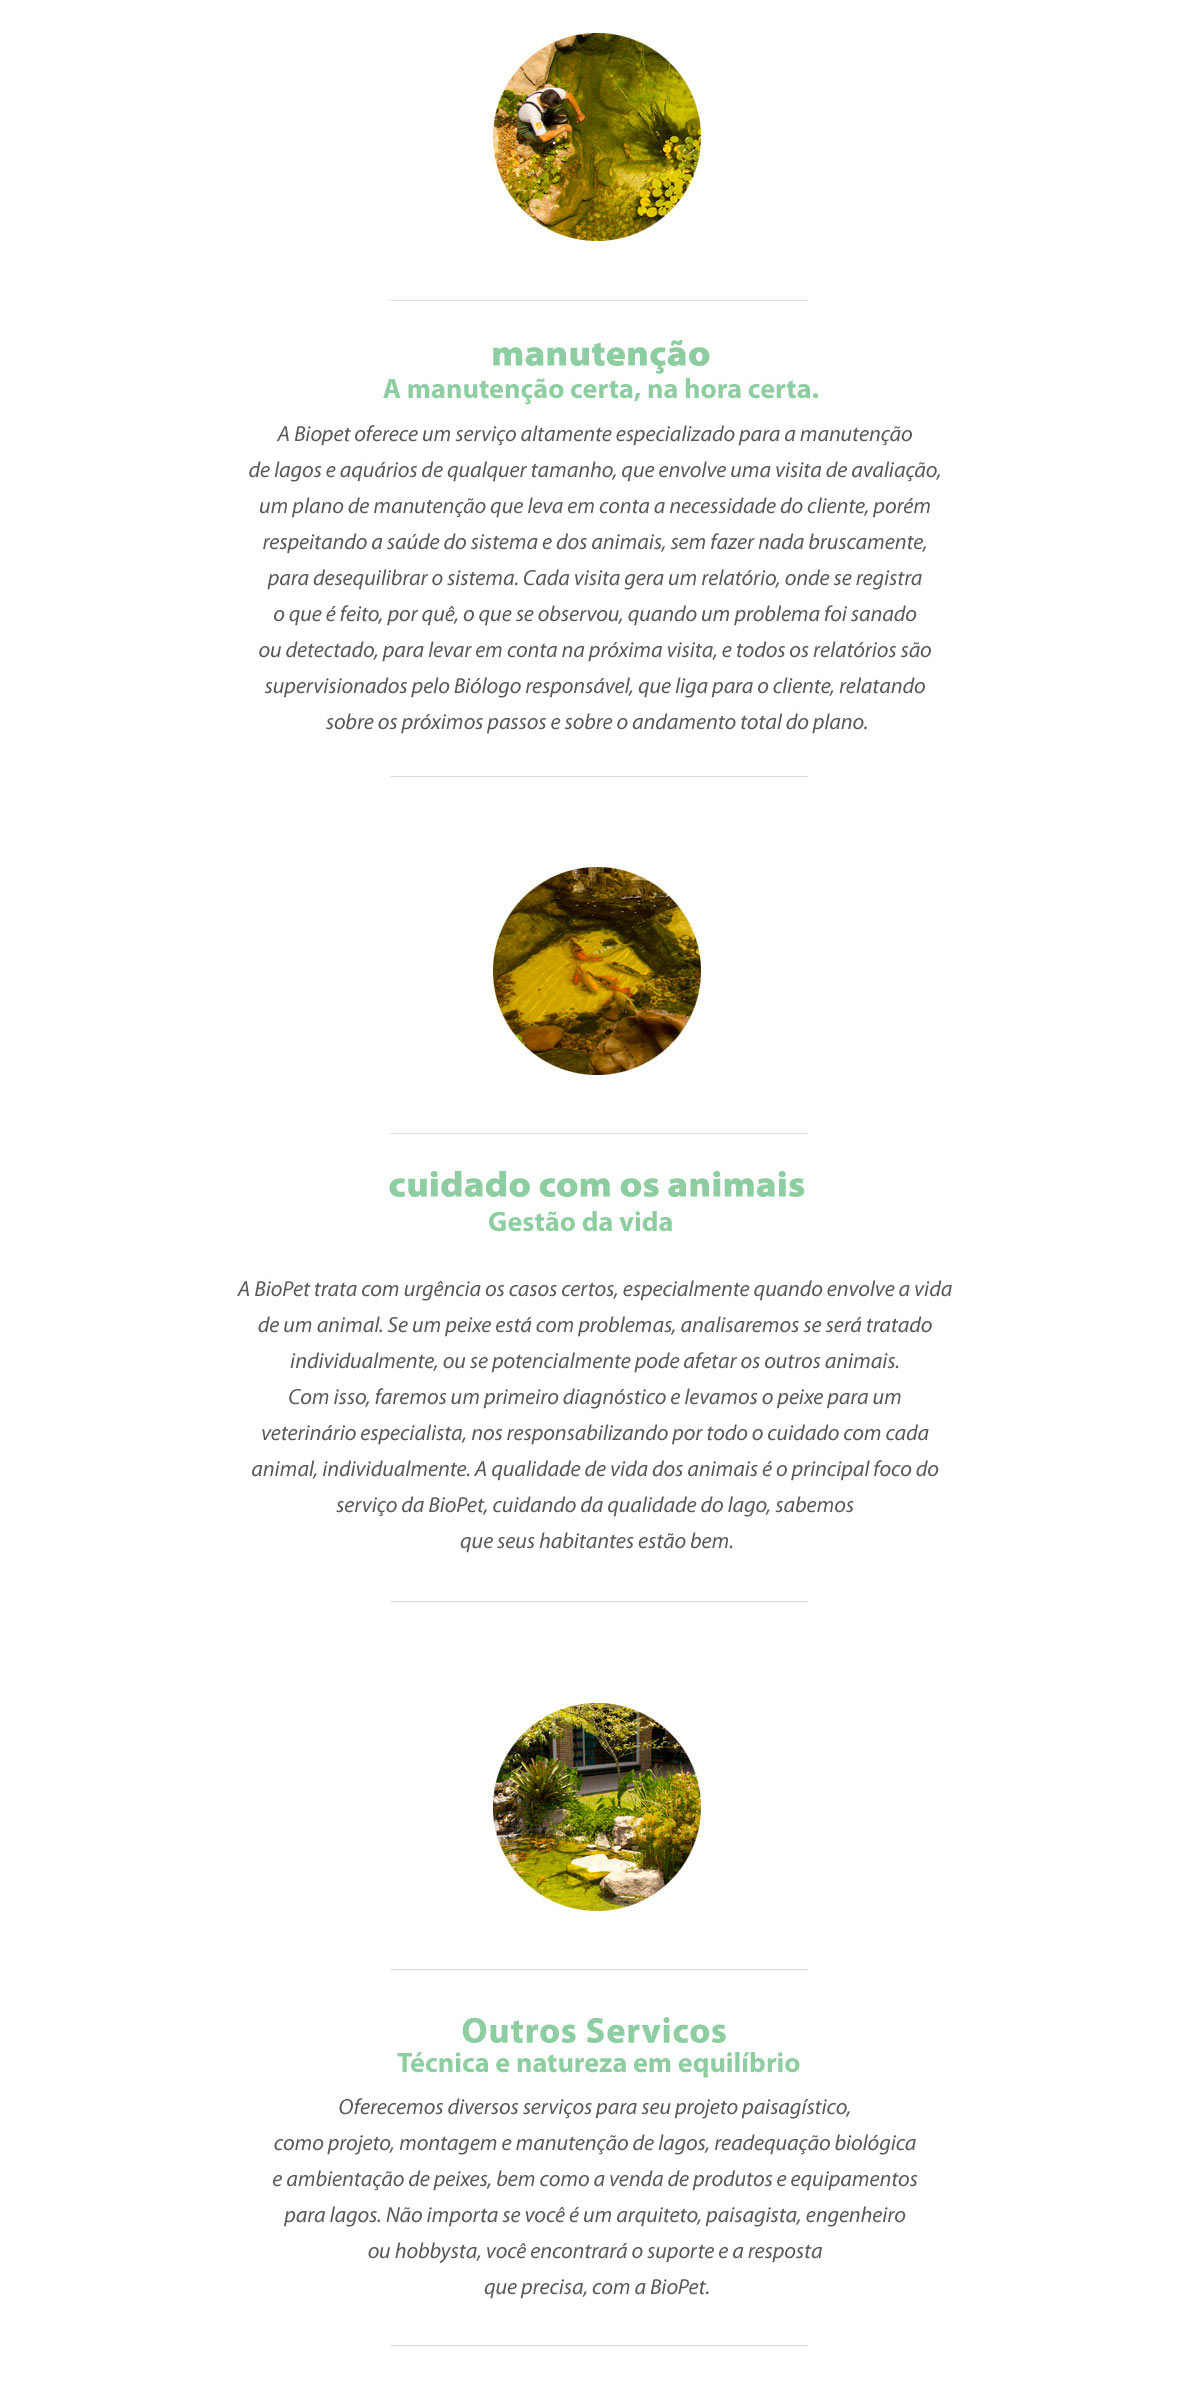 manutenção
A manutenção certa, na hora certa.
A Biopet oferece um serviço altamente especializado para a manutenção
de lagos e aquários de qualquer tamanho, que envolve uma visita de avaliação,
um plano de manutenção que leva em conta a necessidade do cliente, porém
respeitando a saúde do sistema e dos animais, sem fazer nada bruscamente,
para desequilibrar o sistema. Cada visita gera um relatório, onde se registra
o que é feito, por quê, o que se observou, quando um problema foi sanado
ou detectado, para levar em conta na próxima visita, e todos os relatórios são
supervisionados pelo Biólogo responsável, que liga para o cliente, relatando
sobre os próximos passos e sobre o andamento total do plano.
cuidado com os animais
Gestão da vida
A BioPet trata com urgência os casos certos, especialmente quando envolve a vida
de um animal. Se um peixe está com problemas, analisaremos se será tratado
individualmente, ou se potencialmente pode afetar os outros animais.
Com isso, faremos um primeiro diagnóstico e levamos o peixe para um
veterinário especialista, nos responsabilizando por todo o cuidado com cada
animal, individualmente. A qualidade de vida dos animais é o principal foco do
serviço da BioPet, cuidando da qualidade do lago, sabemos
que seus habitantes estão bem.
Outros Servicos
Técnica e natureza em equilíbrio
Oferecemos diversos serviços para seu projeto paisagístico,
como projeto, montagem e manutenção de lagos, readequação biológica
e ambientação de peixes, bem como a venda de produtos e equipamentos
para lagos. Não importa se você é um arquiteto, paisagista, engenheiro
ou hobbysta, você encontrará o suporte e a resposta
que precisa, com a BioPet.